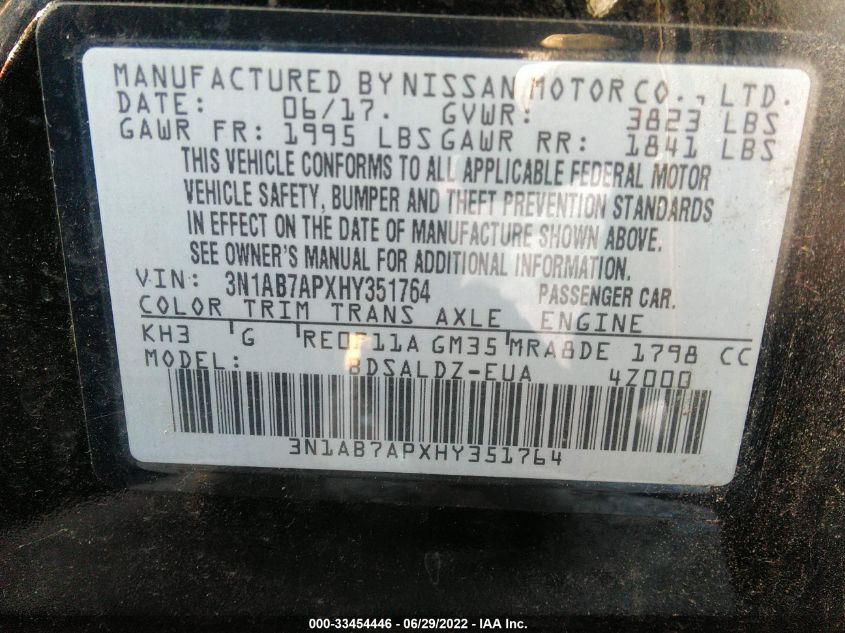 MANUFACTURED BY NISSAN MOTOR CO., LTD.
DATE: 06/17. GVWR: 3823 LBS
GAWR FR: 1995 LBS GAWR RR: 1841 LBS
THIS VEHICLE CONFORMS TO ALL APPLICABLE FEDERAL MOTOR
VEHICLE SAFETY, BUMPER AND THEFT PREVENTION STANDARDS
IN EFFECT ON THE DATE OF MANUFACTURE SHOWN ABOVE.
SEE OWNER'S MANUAL FOR ADDITIONAL INFORMATION.
VIN: 3N1AB7APXHY351764 PASSENGER CAR.
COLOR TRIM TRANS AXLE ENGINE
KH3 G RE0F11A GM35 MRA8DE 1798 CC
MODEL: BDSALDZ-EUA 4Z000
3N1AB7APXHY351764
000-33454446 - 06/29/2022 - IAA Inc.